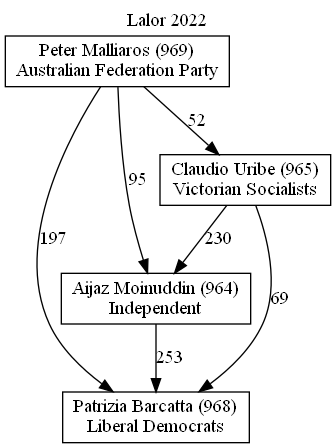 Lalor 2022
Peter Malliaros (969)
Australian Federation Party
52
Claudio Uribe (965)
Victorian Socialists
95
197
230
69
Aijaz Moinuddin (964)
Independent
253
Patrizia Barcatta (968)
Liberal Democrats